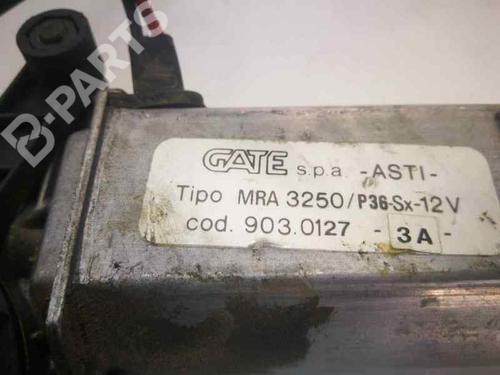 B-PARTS
GATE s.p.a. -ASTI-
Tipo MRA 3250/P36-Sx-12V
cod. 903.0127 - 3A -